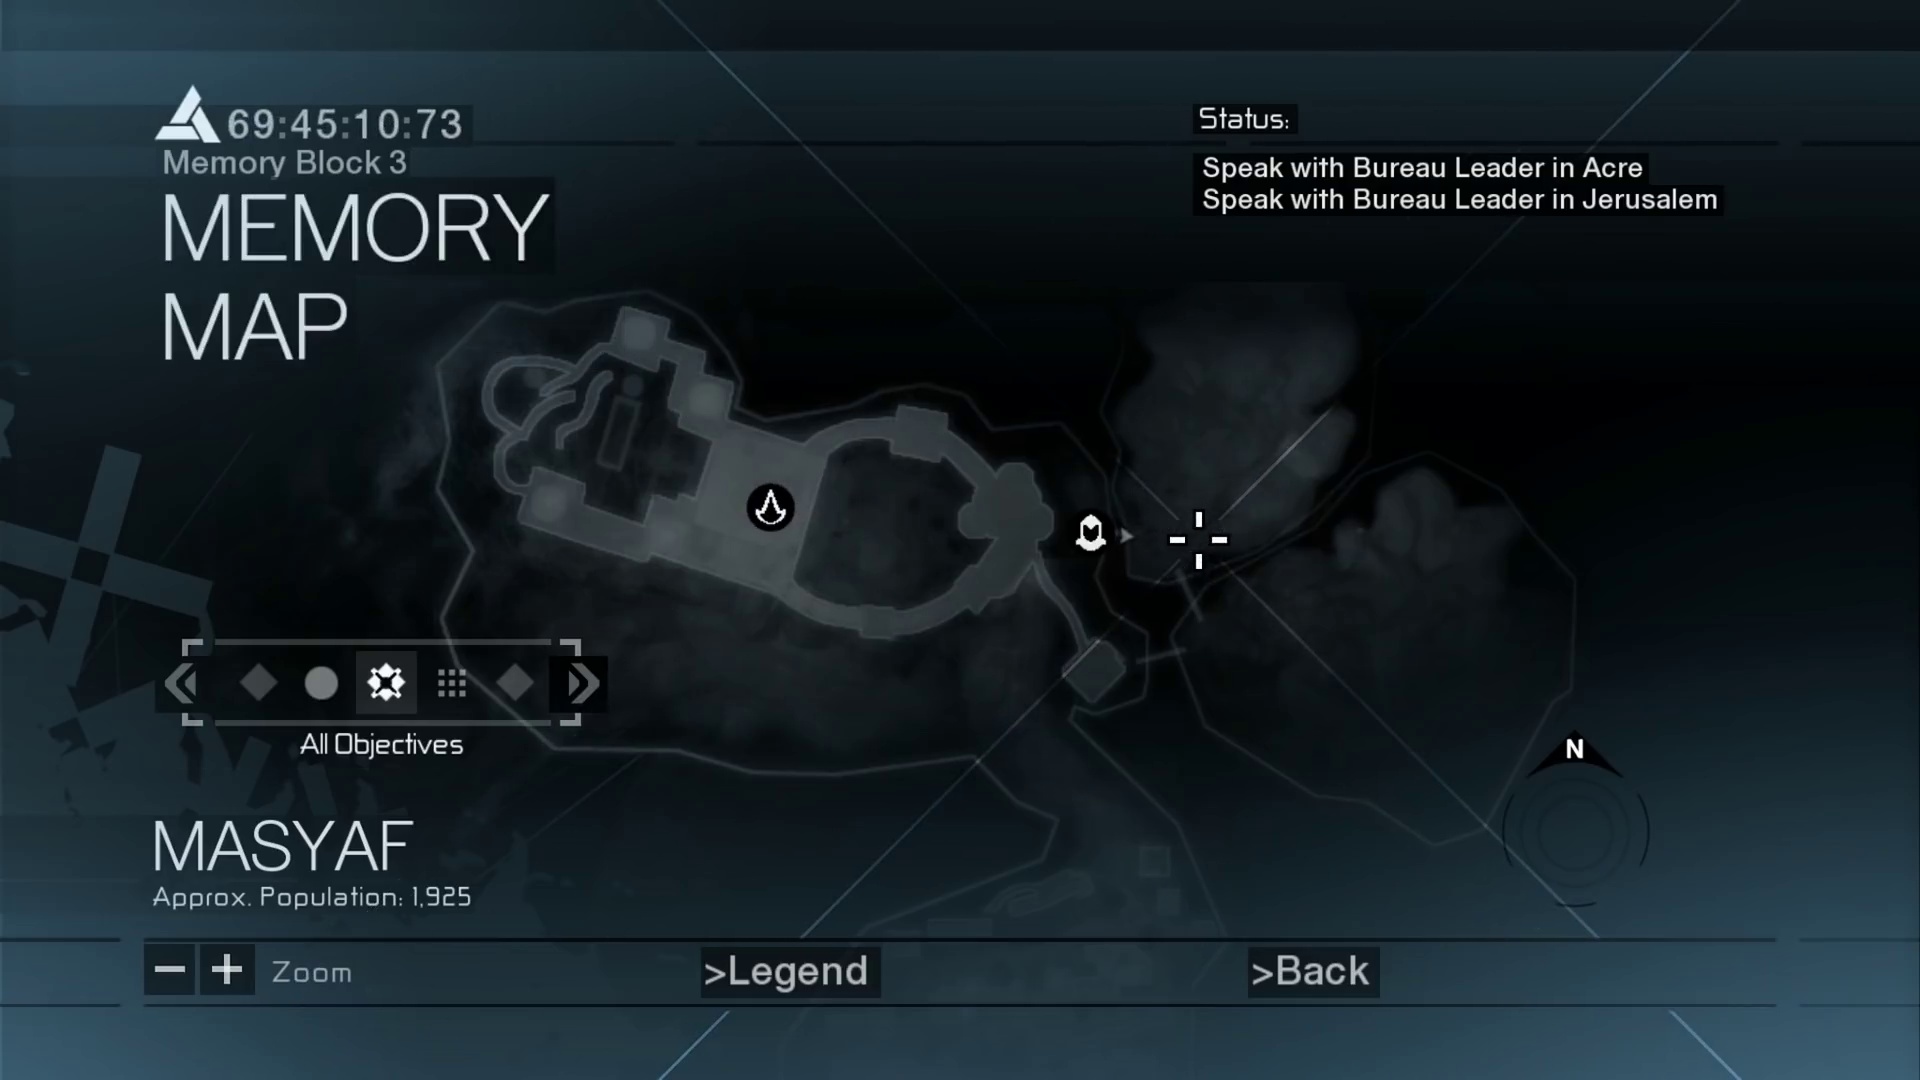 69:45:10:73
Memory Block 3
MEMORY
MAP
Status:
Speak with Bureau Leader in Acre
Speak with Bureau Leader in Jerusalem
All Objectives
MASYAF
Approx. Population: 1,925
N
Zoom
>Legend
>Back